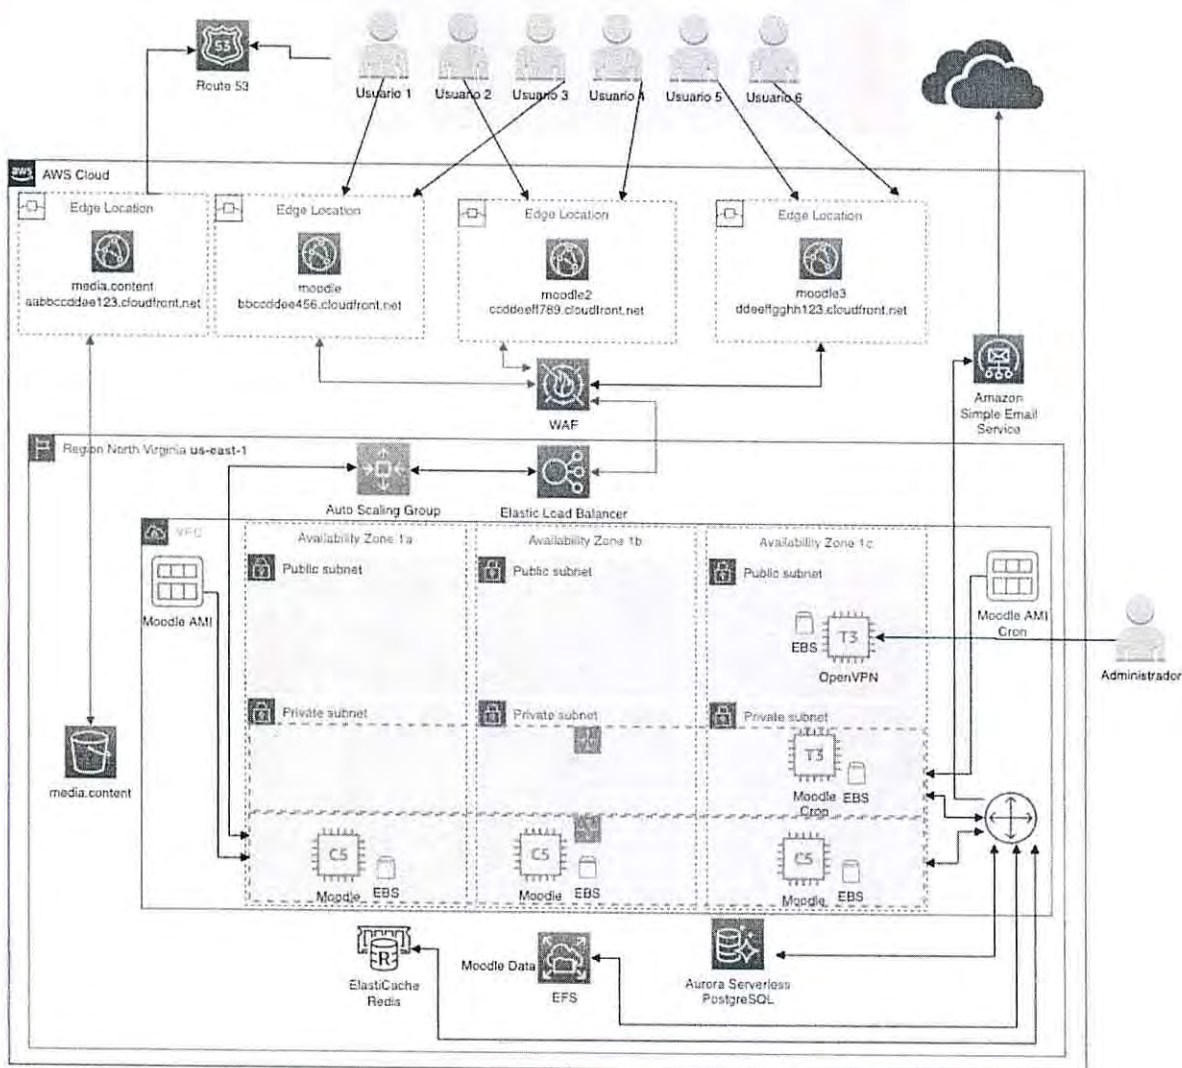 53
Route 53
Usuario 1
Usuario 2
Usuario 3
Usuario 4
Usuario 5
Usuario 6
aws
AWS Cloud
Edge Location
media.content
aabbccddee123.cloudfront.net
Edge Location
moodle
bbccddee456.cloudfront.net
Edge Location
moodle2
ccddeeff789.cloudfront.net
Edge Location
moodle3
ddeeffgghh123.cloudfront.net
WAF
Amazon
Simple Email
Service
Region North Virginia us-east-1
Auto Scaling Group
Elastic Load Balancer
VPC
Availability Zone 1a
Availability Zone 1b
Availability Zone 1c
Public subnet
Public subnet
Public subnet
Moodle AMI
Moodle AMI
Cron
EBS
T3
OpenVPN
Administrador
Private subnet
Private subnet
Private subnet
media.content
T3
Moodle
Cron
EBS
C5
Moodle
EBS
C5
Moodle
EBS
C5
Moodle
EBS
R
ElastiCache
Redis
Moodle Data
EFS
Aurora Serverless
PostgreSQL